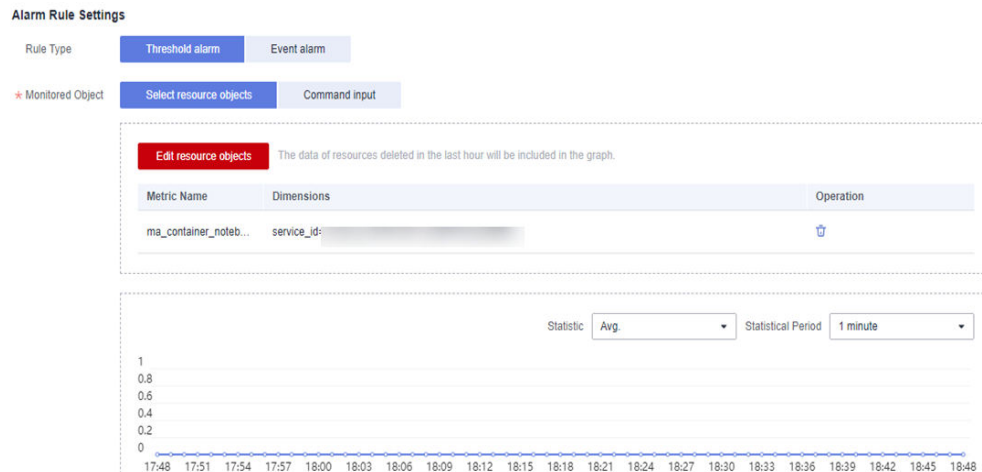 Alarm Rule Settings
Rule Type Threshold alarm Event alarm
* Monitored Object Select resource objects Command input
Edit resource objects The data of resources deleted in the last hour will be included in the graph.
Metric Name Dimensions Operation
ma_container_noteb... service_id=
Statistic Avg. Statistical Period 1 minute
1
0.8
0.6
0.4
0.2
0
17:48 17:51 17:54 17:57 18:00 18:03 18:06 18:09 18:12 18:15 18:18 18:21 18:24 18:27 18:30 18:33 18:36 18:39 18:42 18:45 18:48